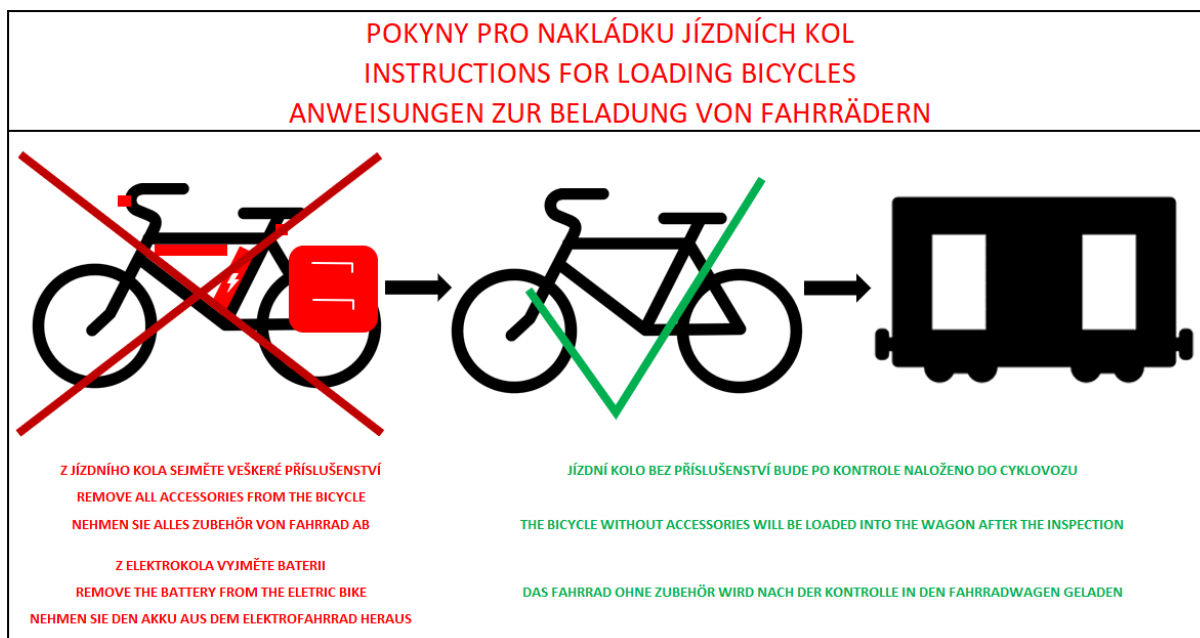 POKYNY PRO NAKLÁDKU JÍZDNÍCH KOL
INSTRUCTIONS FOR LOADING BICYCLES
ANWEISUNGEN ZUR BELADUNG VON FAHRRÄDERN
Z JÍZDNÍHO KOLA SEJMĚTE VEŠKERÉ PŘÍSLUŠENSTVÍ
REMOVE ALL ACCESSORIES FROM THE BICYCLE
NEHMEN SIE ALLES ZUBEHÖR VON FAHRRAD AB
Z ELEKTROKOLA VYJMĚTE BATERII
REMOVE THE BATTERY FROM THE ELETRIC BIKE
NEHMEN SIE DEN AKKU AUS DEM ELEKTROFAHRRAD HERAUS
JÍZDNÍ KOLO BEZ PŘÍSLUŠENSTVÍ BUDE PO KONTROLE NALOŽENO DO CYKLOVOZU
THE BICYCLE WITHOUT ACCESSORIES WILL BE LOADED INTO THE WAGON AFTER THE INSPECTION
DAS FAHRRAD OHNE ZUBEHÖR WIRD NACH DER KONTROLLE IN DEN FAHRRADWAGEN GELADEN